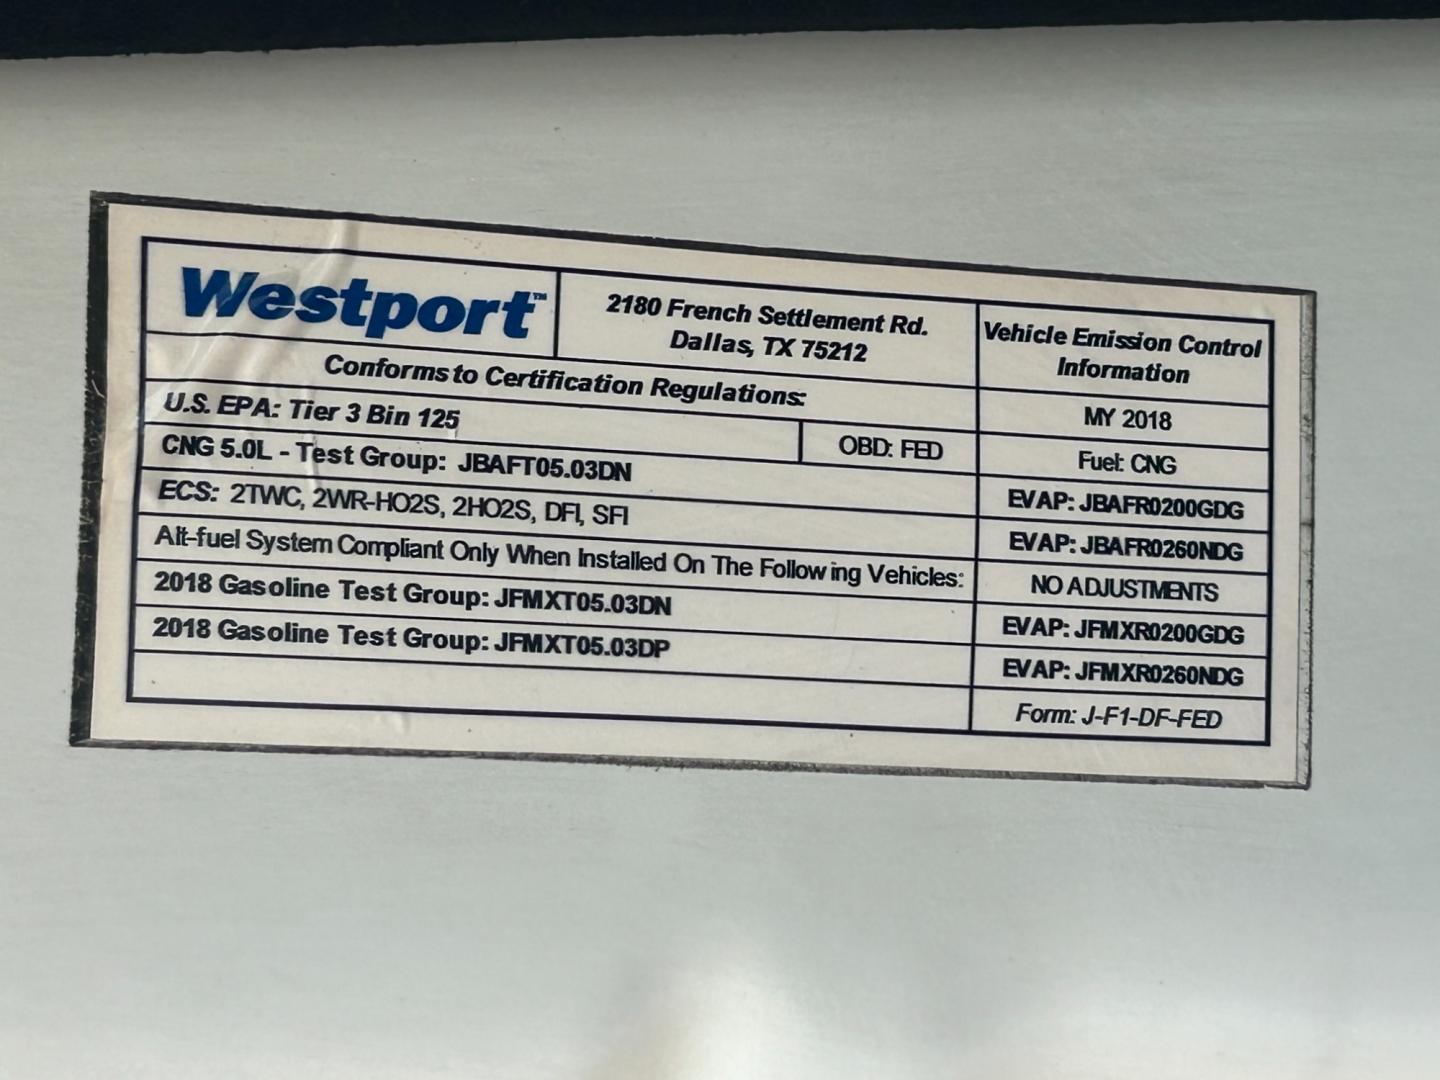 Westport™
2180 French Settlement Rd.
Dallas, TX 75212
Vehicle Emission Control
Information
Conforms to Certification Regulations:
MY 2018
U.S. EPA: Tier 3 Bin 125
OBD: FED
Fuel: CNG
CNG 5.0L - Test Group: JBAFT05.03DN
EVAP: JBAFR0200GDG
ECS: 2TWC, 2WR-HO2S, 2HO2S, DFI, SFI
EVAP: JBAFR0260NDG
Alt-fuel System Compliant Only When Installed On The Following Vehicles:
NO ADJUSTMENTS
2018 Gasoline Test Group: JFMXT05.03DN
EVAP: JFMXR0200GDG
2018 Gasoline Test Group: JFMXT05.03DP
EVAP: JFMXR0260NDG
Form: J-F1-DF-FED